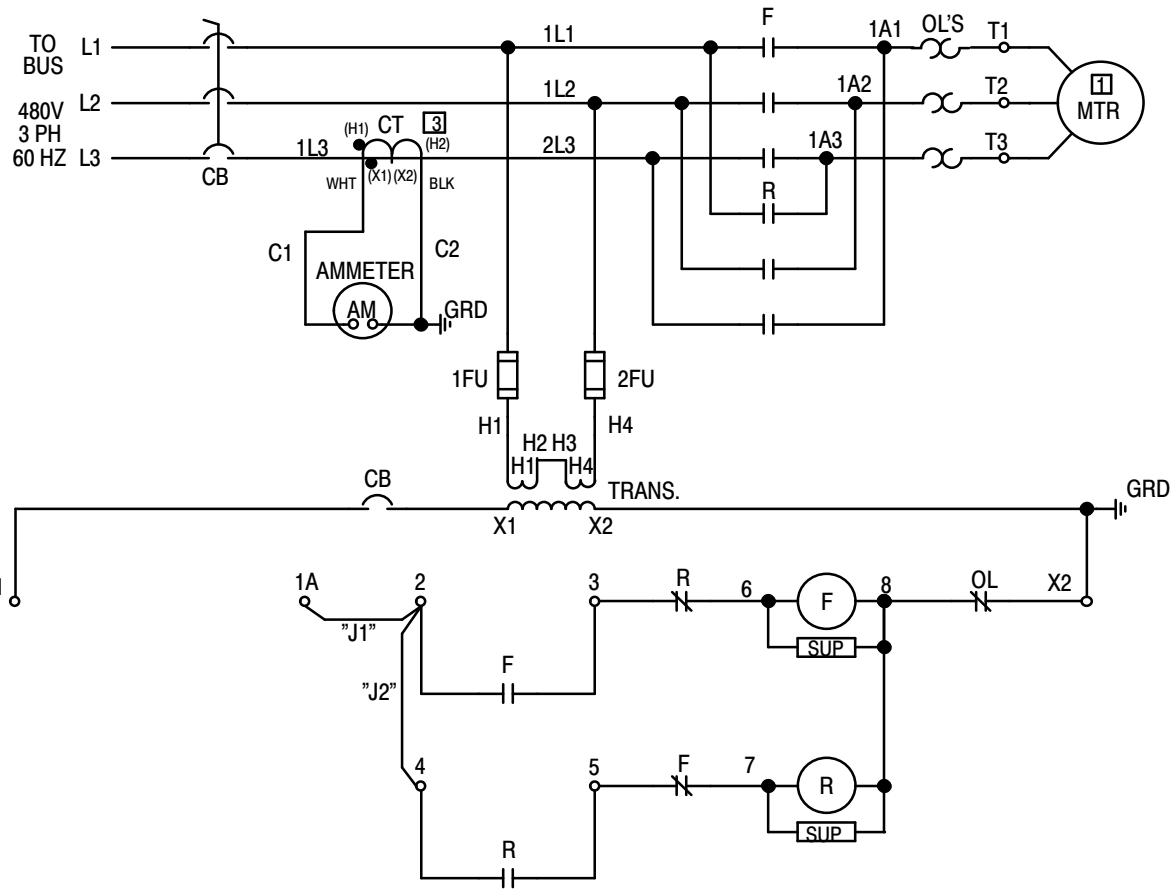 F
TO BUS
L1
1L1
1A1
OL'S
T1
480V
3 PH
60 HZ
L2
1L2
1A2
T2
1
MTR
(H1)
CT
3
(H2)
L3
1L3
2L3
1A3
T3
CB
WHT
(X1)
(X2)
BLK
R
C1
C2
AMMETER
AM
GRD
1FU
2FU
H1
H4
H2
H3
H1
H4
CB
TRANS.
GRD
X1
X2
1A
2
3
R
6
F
8
OL
X2
"J1"
SUP
F
"J2"
4
5
F
7
R
SUP
R